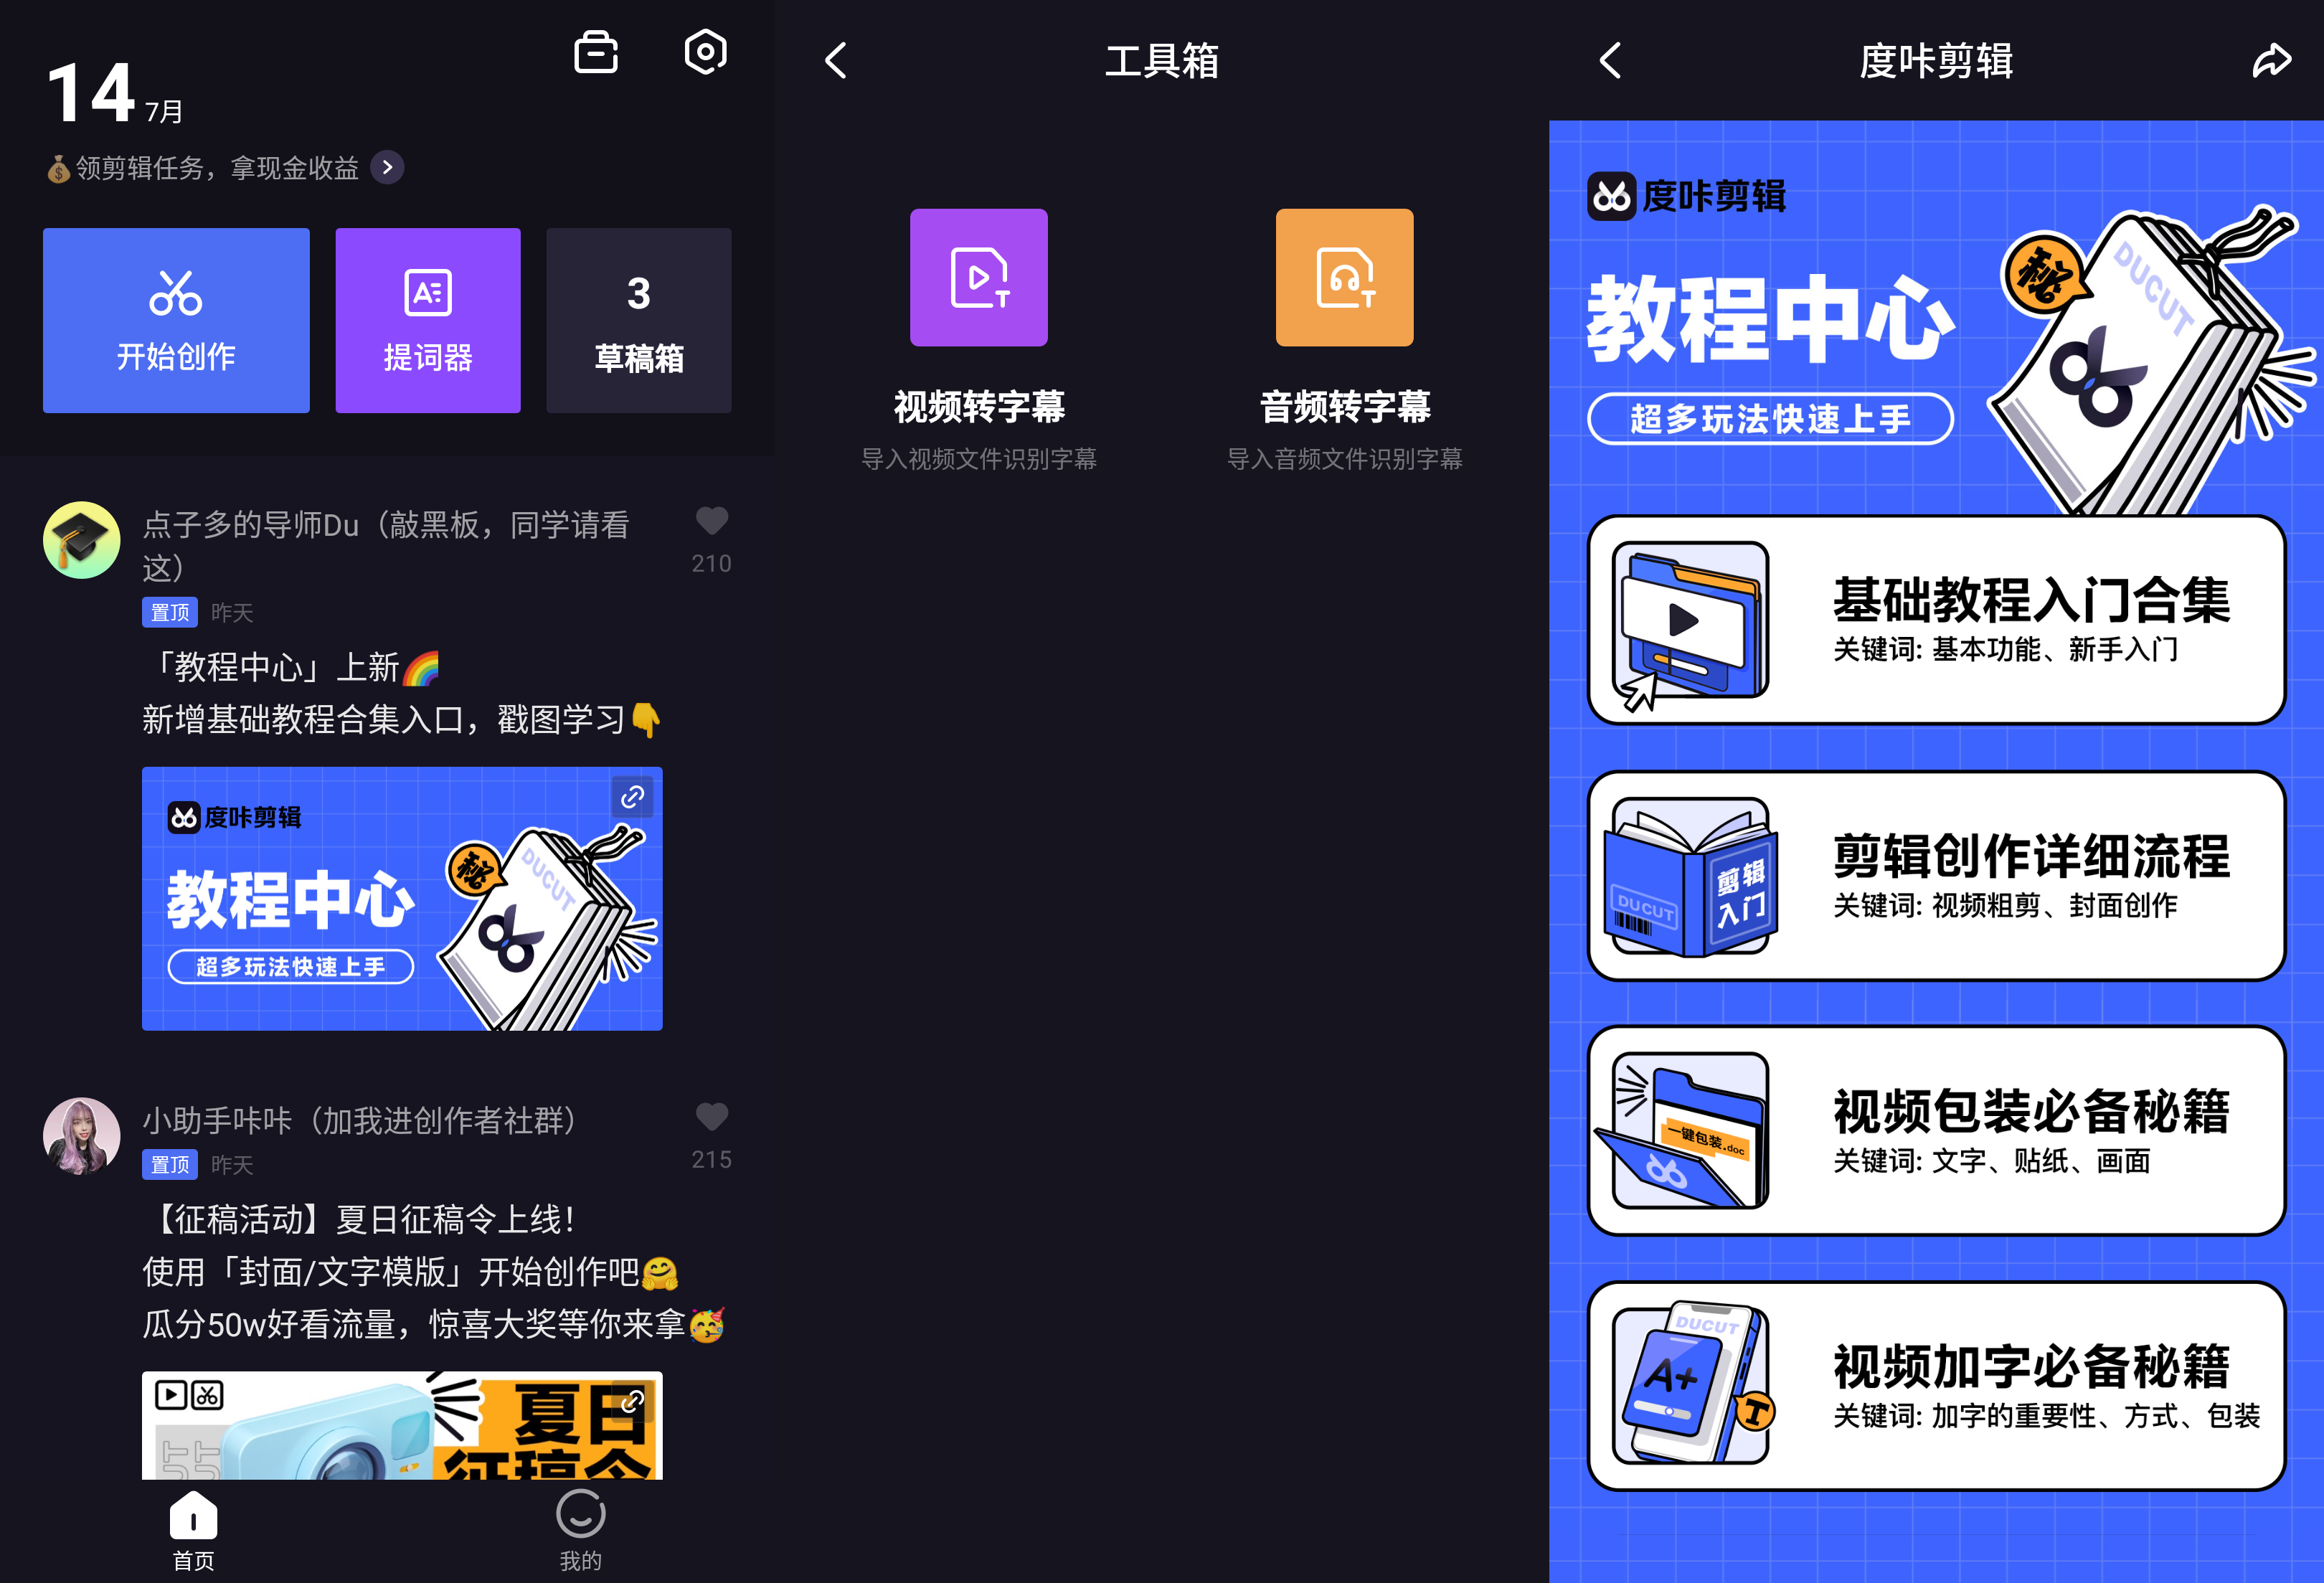 14 7月
领剪辑任务，拿现金收益
开始创作
提词器
3
草稿箱
点子多的导师Du（敲黑板，同学请看
这）
210
置顶 昨天
「教程中心」上新🌈
新增基础教程合集入口，戳图学习👇
度咔剪辑
教程中心
超多玩法快速上手
秘
DUCUT
小助手咔咔（加我进创作者社群）
215
置顶 昨天
【征稿活动】夏日征稿令上线！
使用「封面/文字模版」开始创作吧🤗
瓜分50w好看流量，惊喜大奖等你来拿🥳
夏日
征稿令
首页
我的
工具箱
视频转字幕
导入视频文件识别字幕
音频转字幕
导入音频文件识别字幕
度咔剪辑
度咔剪辑
教程中心
超多玩法快速上手
秘
DUCUT
基础教程入门合集
关键词: 基本功能、新手入门
剪辑创作详细流程
关键词: 视频粗剪、封面创作
DUCUT
剪辑
入门
视频包装必备秘籍
关键词: 文字、贴纸、画面
一键包装.doc
视频加字必备秘籍
关键词: 加字的重要性、方式、包装
DUCUT
A+
T